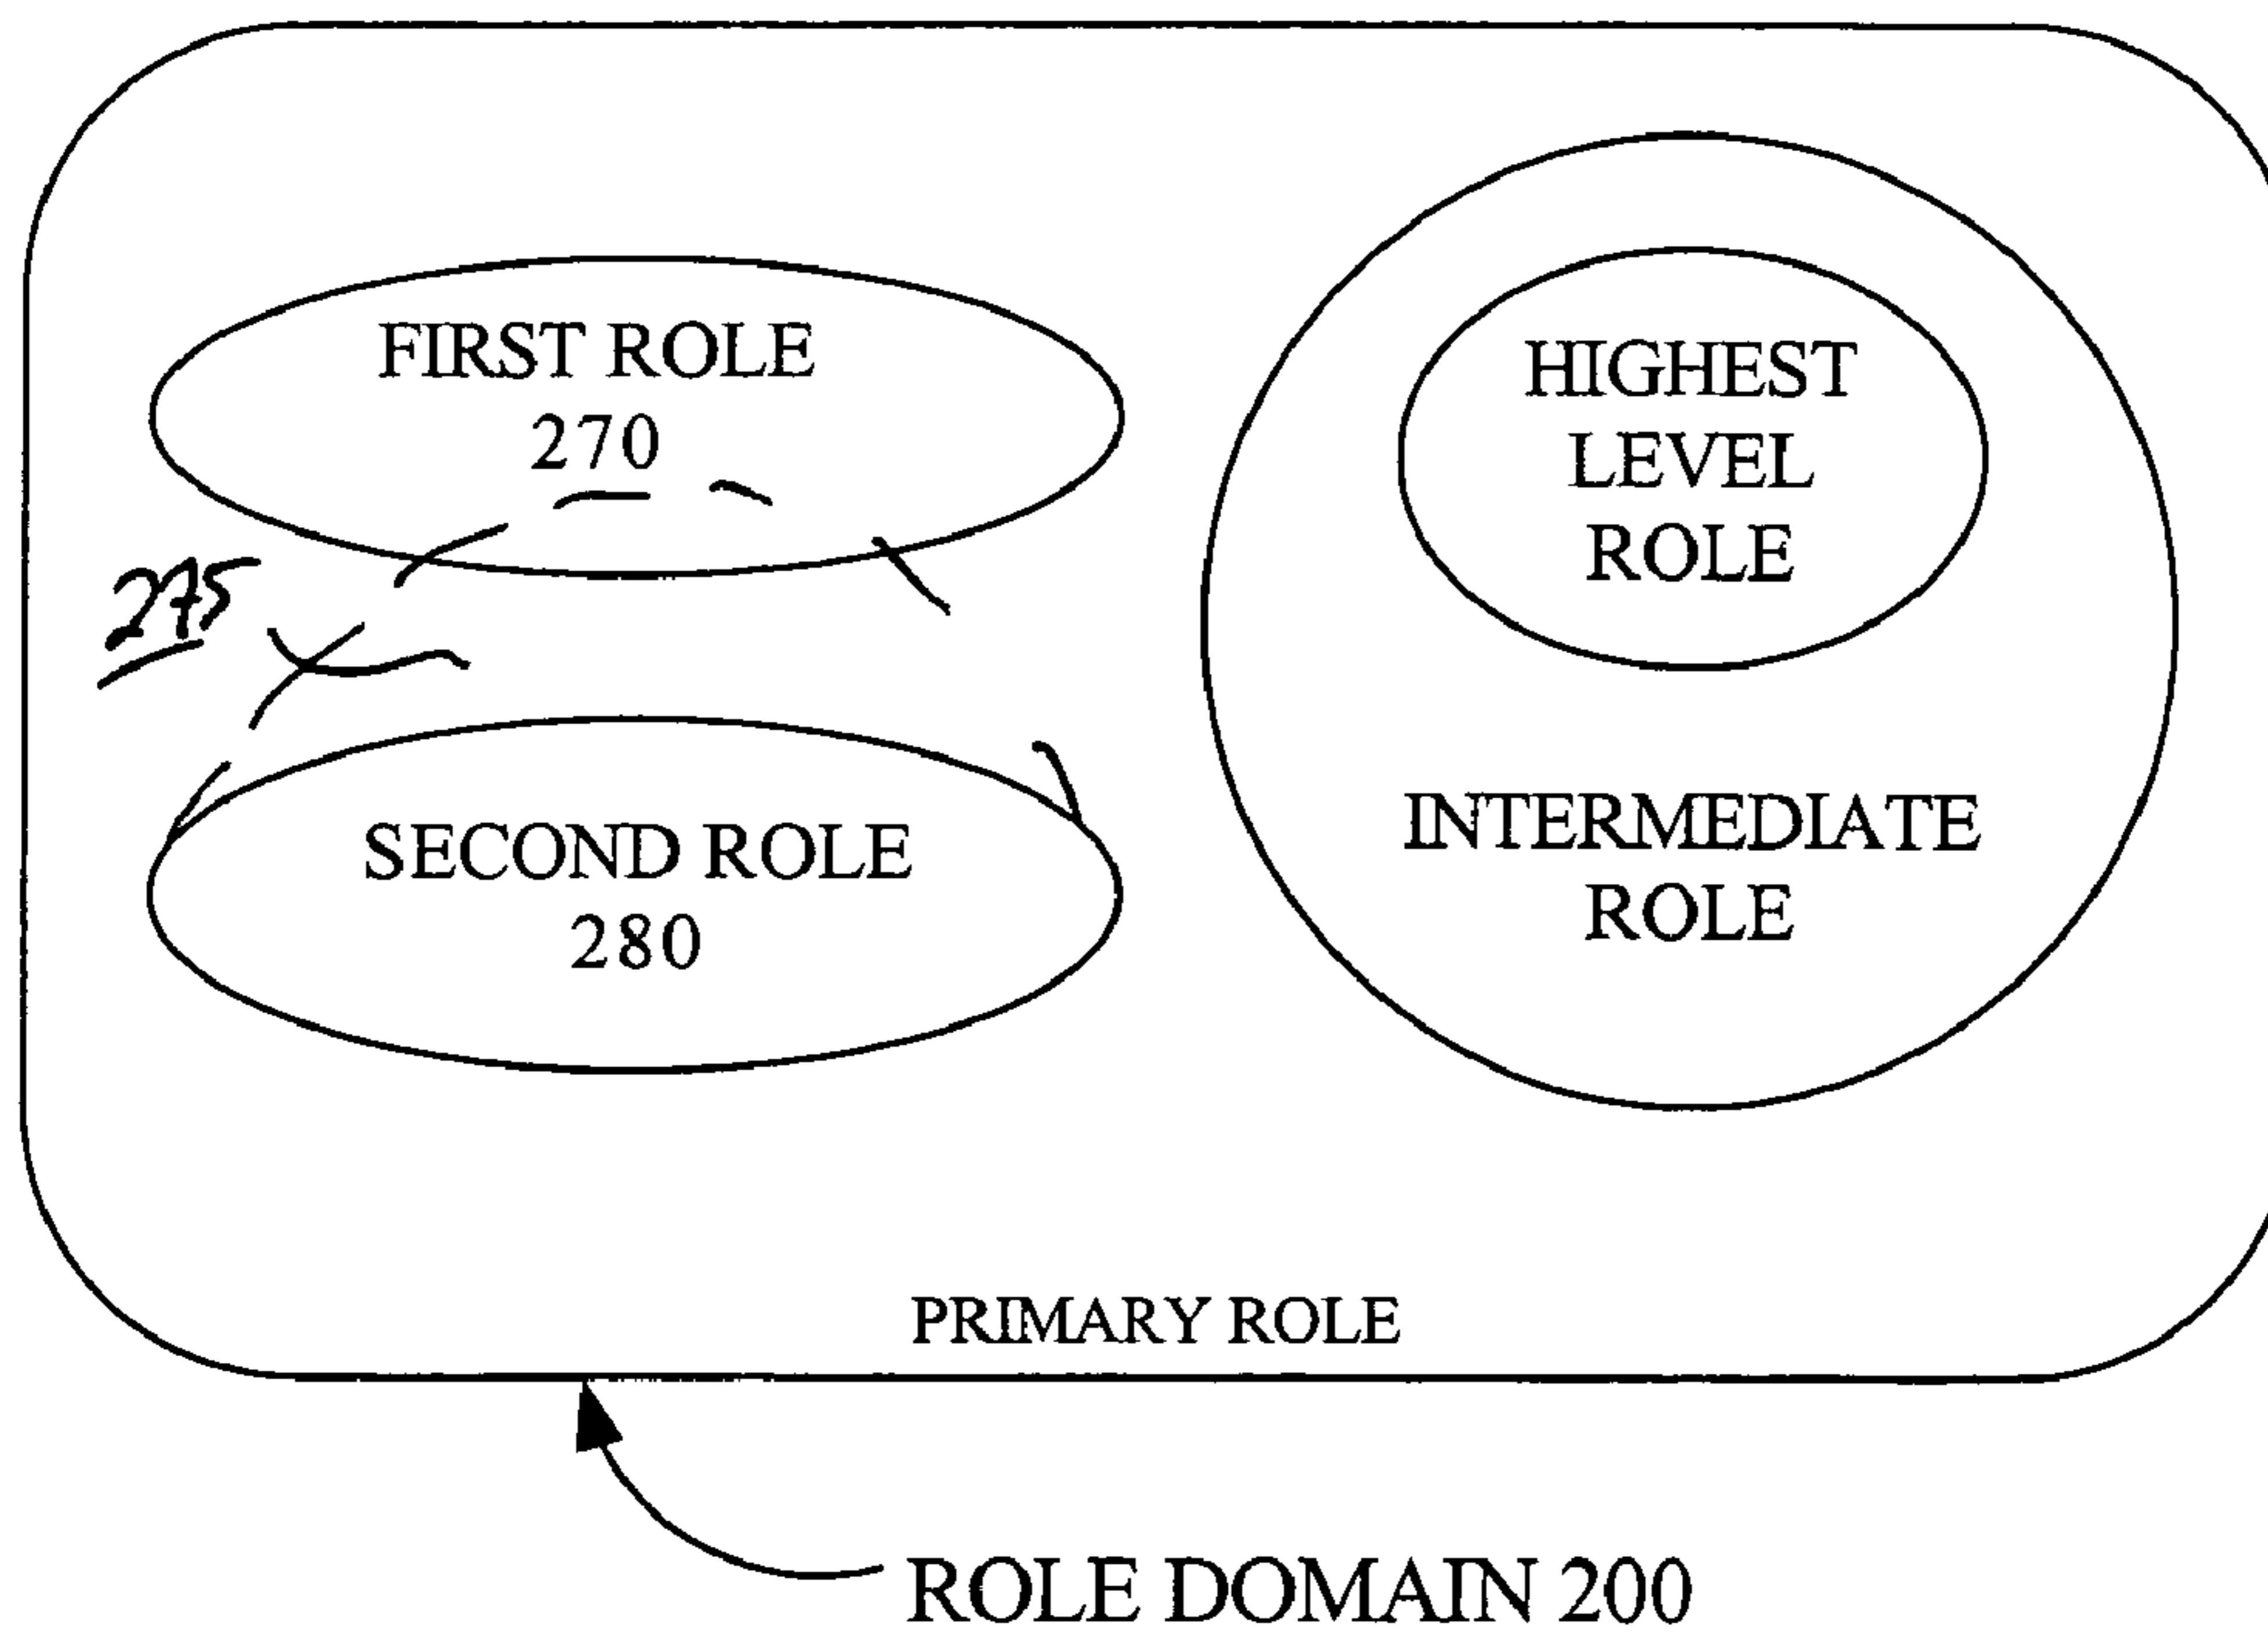 FIRST ROLE
270
275
SECOND ROLE
280
HIGHEST
LEVEL
ROLE
INTERMEDIATE
ROLE
PRIMARY ROLE
ROLE DOMAIN 200